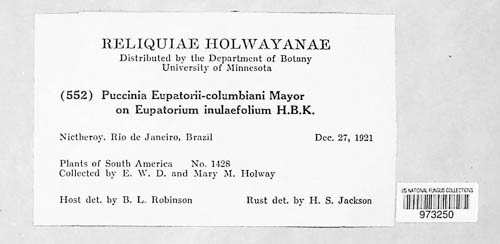 RELIQUIAE HOLWAYANAE
Distributed by the Department of Botany
University of Minnesota
(552) Puccinia Eupatorii-columbiani Mayor
on Eupatorium inulaefolium H.B.K.
Nictheroy. Rio de Janeiro, Brazil Dec. 27, 1921
Plants of South America No. 1428
Collected by E. W. D. and Mary M. Holway
Host det. by B. L. Robinson Rust det. by H. S. Jackson
US NATIONAL FUNGUS COLLECTIONS
973250